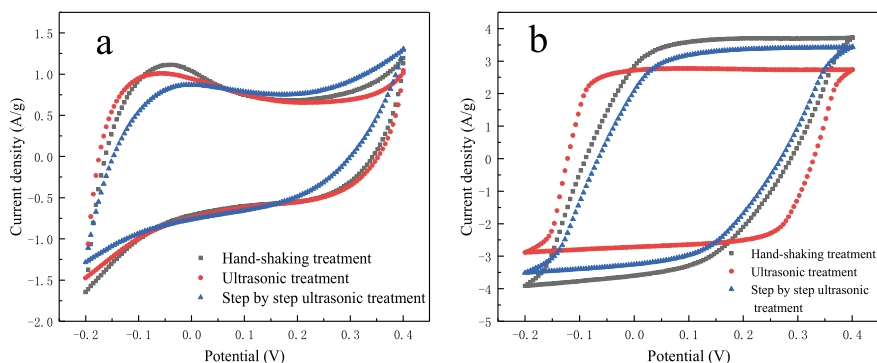 a
Current density (A/g)
1.5
1.0
0.5
0.0
-0.5
-1.0
-1.5
-2.0
Hand-shaking treatment
Ultrasonic treatment
Step by step ultrasonic treatment
-0.2 -0.1 0.0 0.1 0.2 0.3 0.4
Potential (V)
b
Current density (A/g)
4
3
2
1
0
-1
-2
-3
-4
-5
Hand-shaking treatment
Ultrasonic treatment
Step by step ultrasonic
treatment
-0.2 -0.1 0.0 0.1 0.2 0.3 0.4
Potential (V)